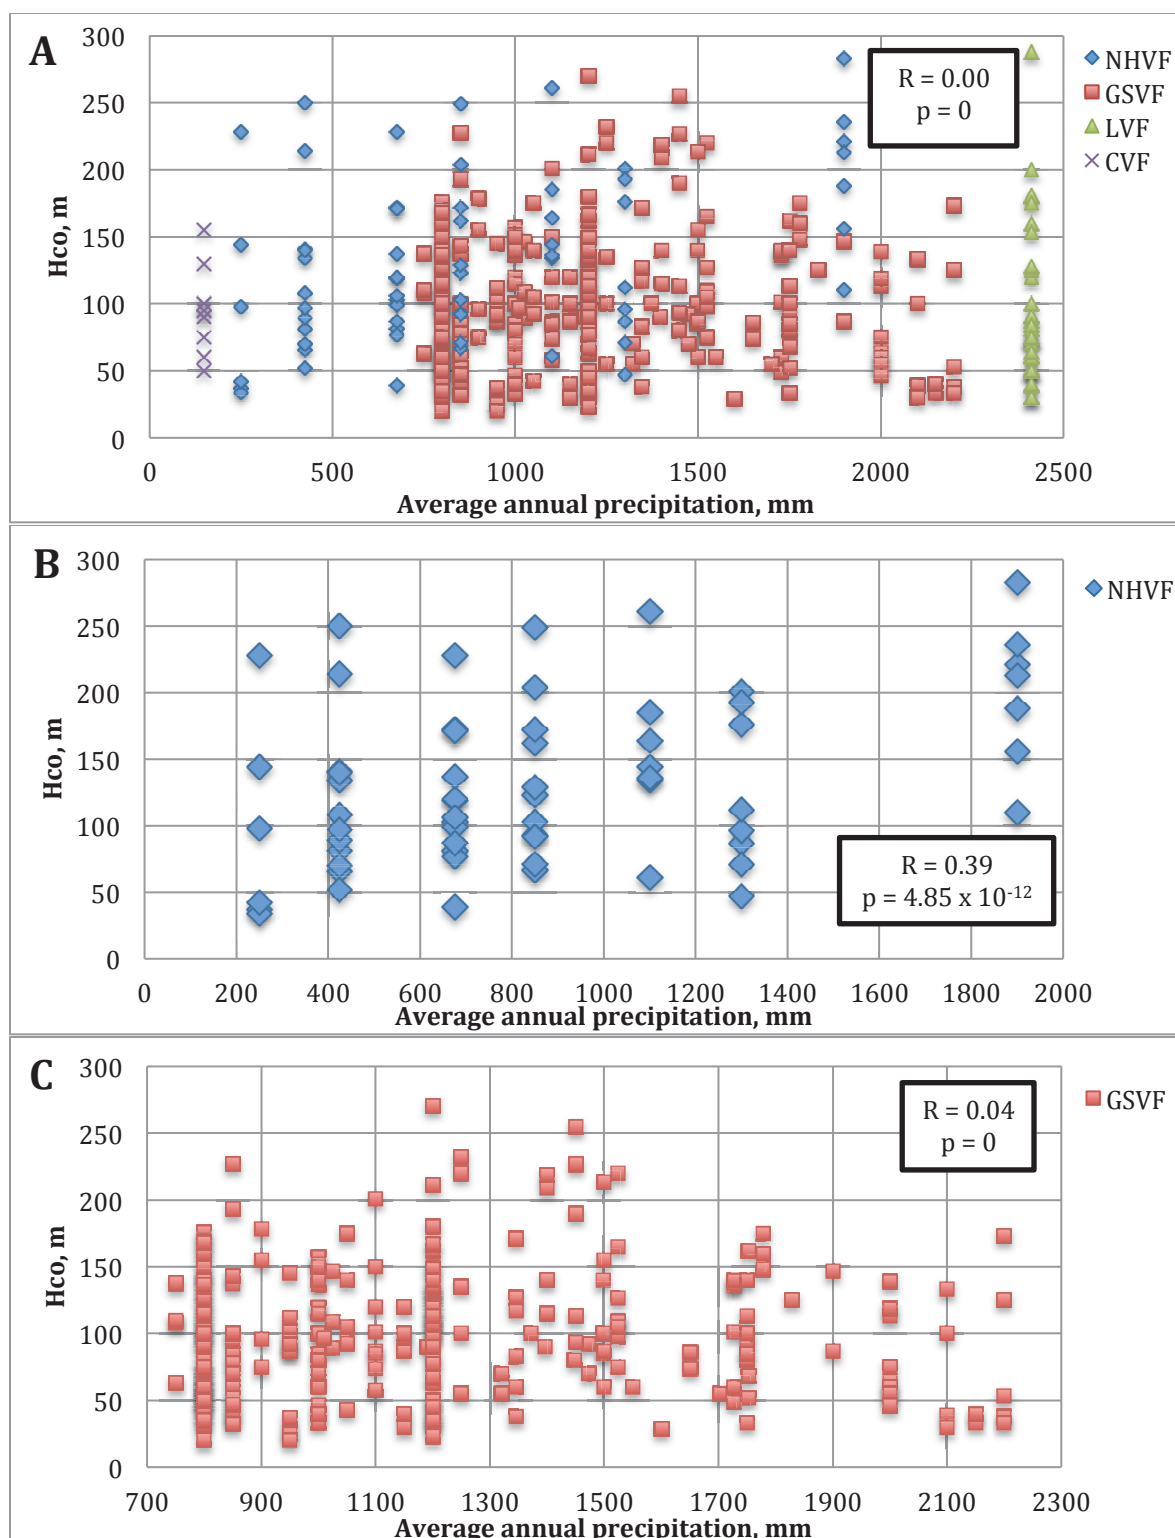 A
300
250
200
150
100
50
0
Hco, m
0 500 1000 1500 2000 2500
Average annual precipitation, mm
R = 0.00
p = 0
NHVF
GSVF
LVF
CVF
B
300
250
200
150
100
50
0
Hco, m
0 200 400 600 800 1000 1200 1400 1600 1800 2000
Average annual precipitation, mm
R = 0.39
p = 4.85 x 10⁻¹²
NHVF
C
300
250
200
150
100
50
0
Hco, m
700 900 1100 1300 1500 1700 1900 2100 2300
Average annual precipitation, mm
R = 0.04
p = 0
GSVF